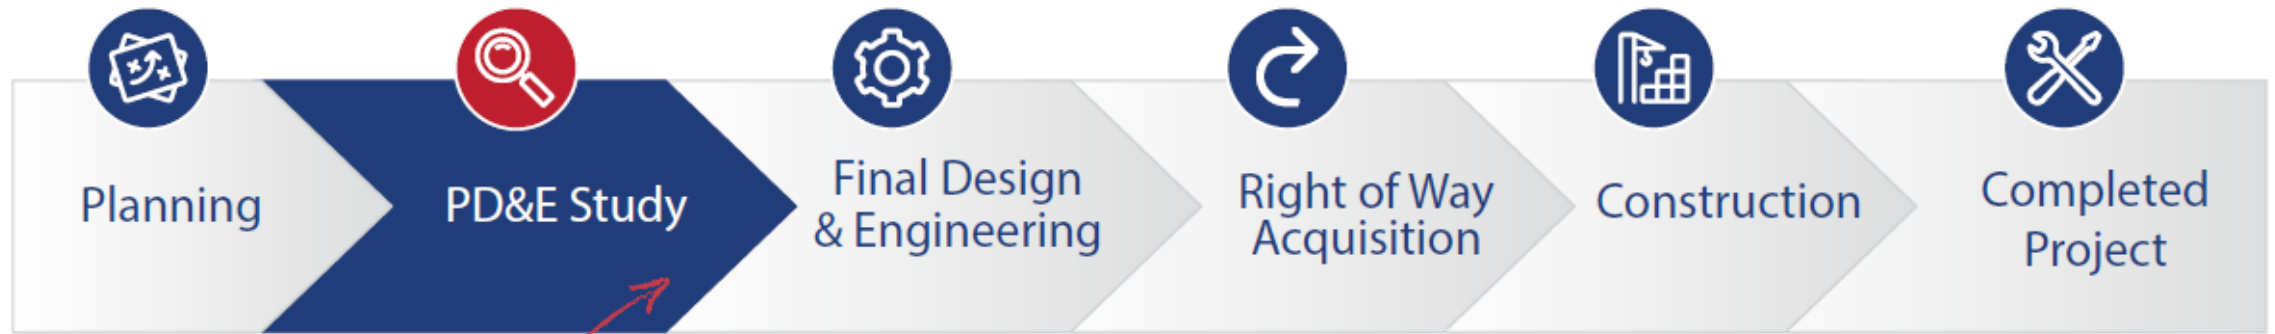 Planning
PD&E Study
Final Design
& Engineering
Right of Way
Acquisition
Construction
Completed
Project